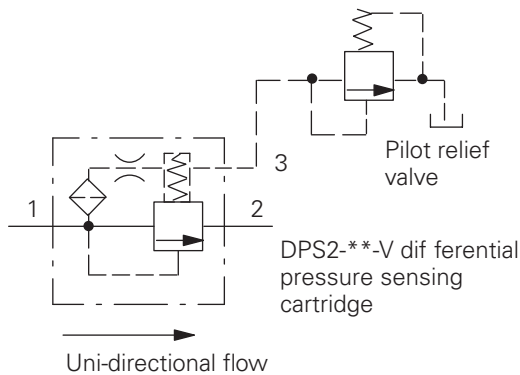 3
Pilot relief
valve
1
2
DPS2-**-V dif ferential
pressure sensing
cartridge
Uni-directional flow